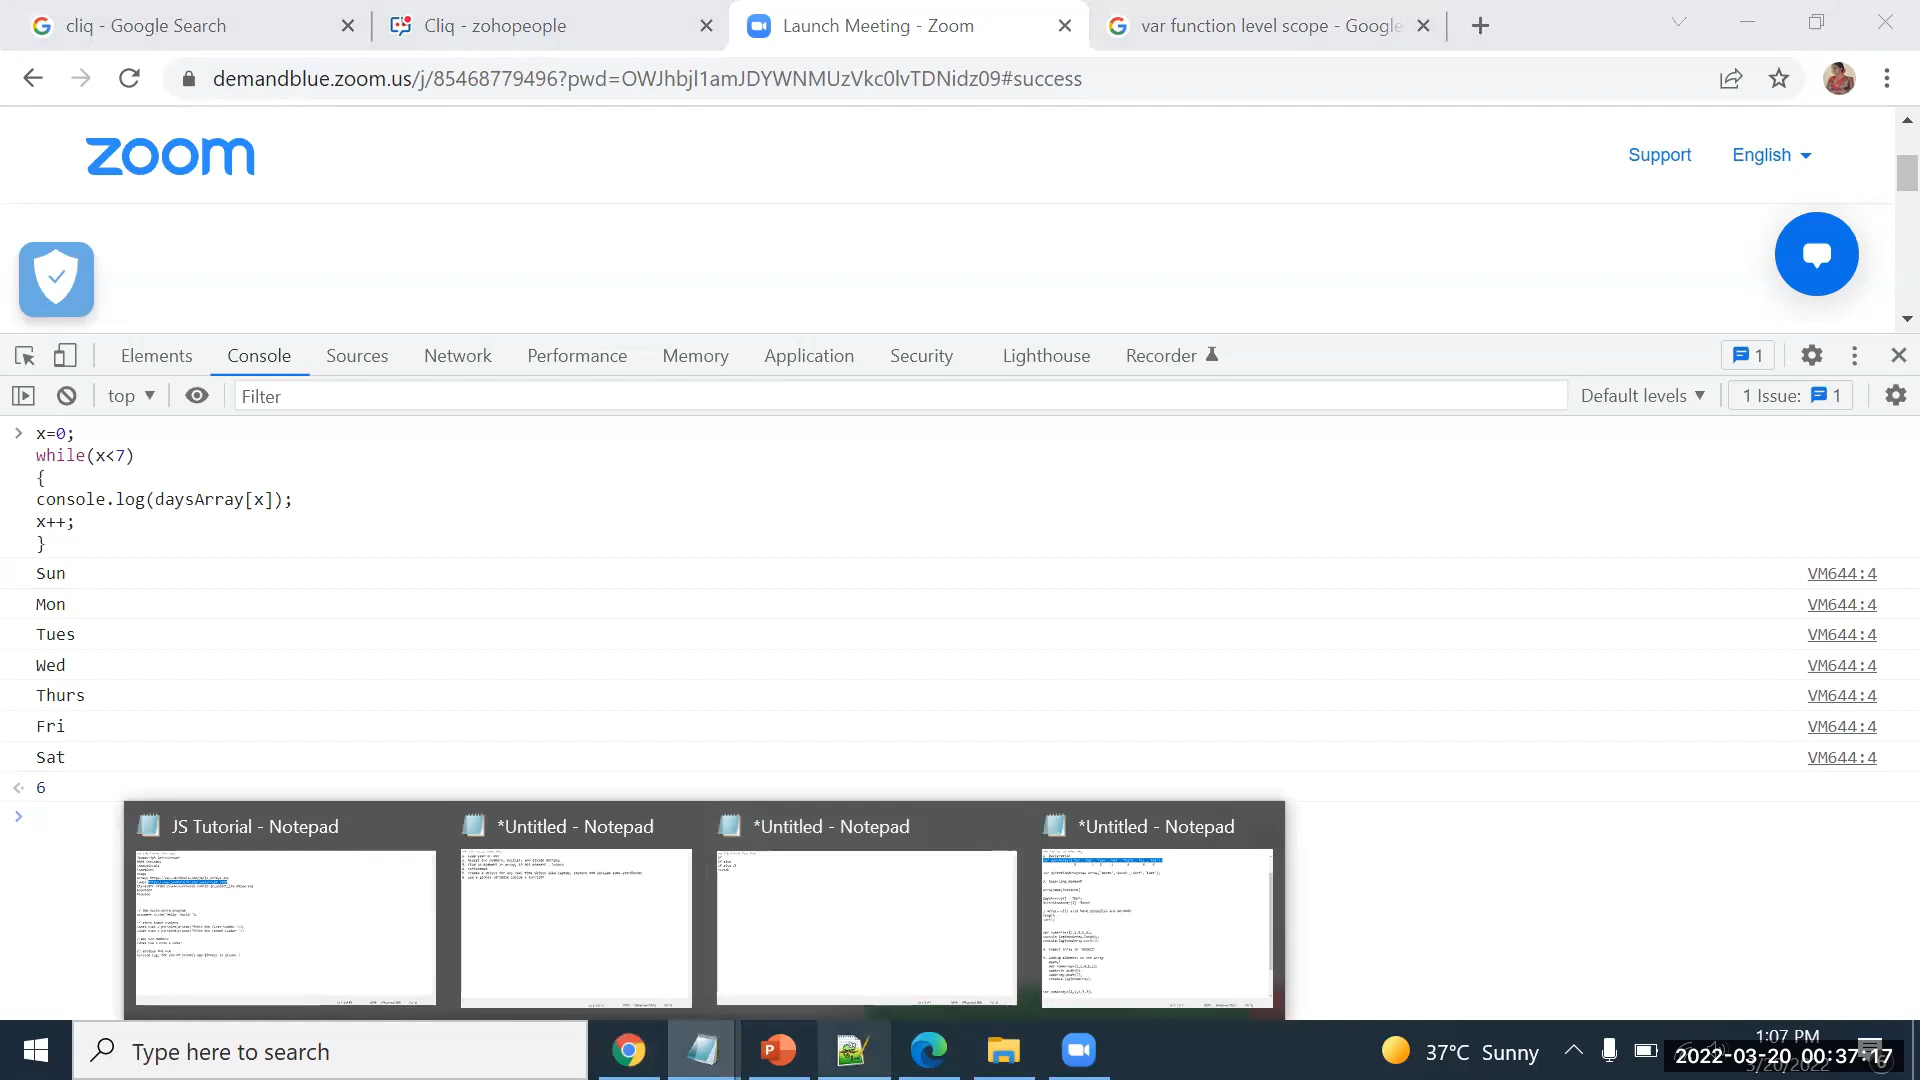 cliq - Google Search
Cliq - zohopeople
Launch Meeting - Zoom
var function level scope - Google
demandblue.zoom.us/j/85468779496?pwd=OWJhbjl1amJDYWNMUzVkc0lvTDNidz09#success
zoom
Support
English
Elements
Console
Sources
Network
Performance
Memory
Application
Security
Lighthouse
Recorder
1
top
Filter
Default levels
1 Issue: 1
x=0;
while(x<7)
{
console.log(daysArray[x]);
x++;
}
Sun VM644:4
Mon VM644:4
Tues VM644:4
Wed VM644:4
Thurs VM644:4
Fri VM644:4
Sat VM644:4
6
JS Tutorial - Notepad
*Untitled - Notepad
*Untitled - Notepad
*Untitled - Notepad
Type here to search
37°C Sunny
1:07 PM
3/20/2022
2022-03-20 00:37:17